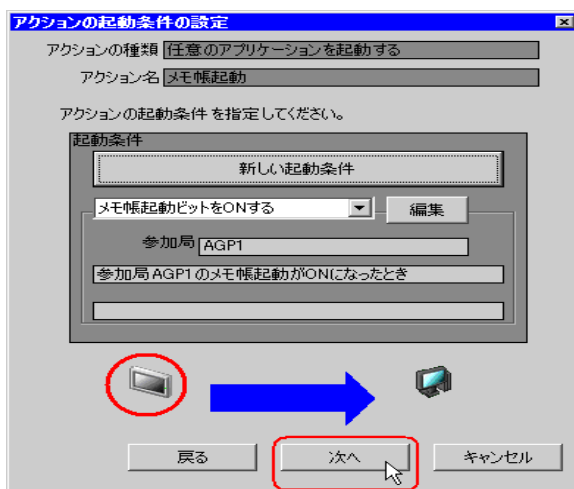 アクションの起動条件の設定
アクションの種類 任意のアプリケーションを起動する
アクション名 メモ帳起動
アクションの起動条件を指定してください。
起動条件
新しい起動条件
メモ帳起動ビットをONする 編集
参加局 AGP1
参加局AGP1のメモ帳起動がONになったとき
戻る 次へ キャンセル